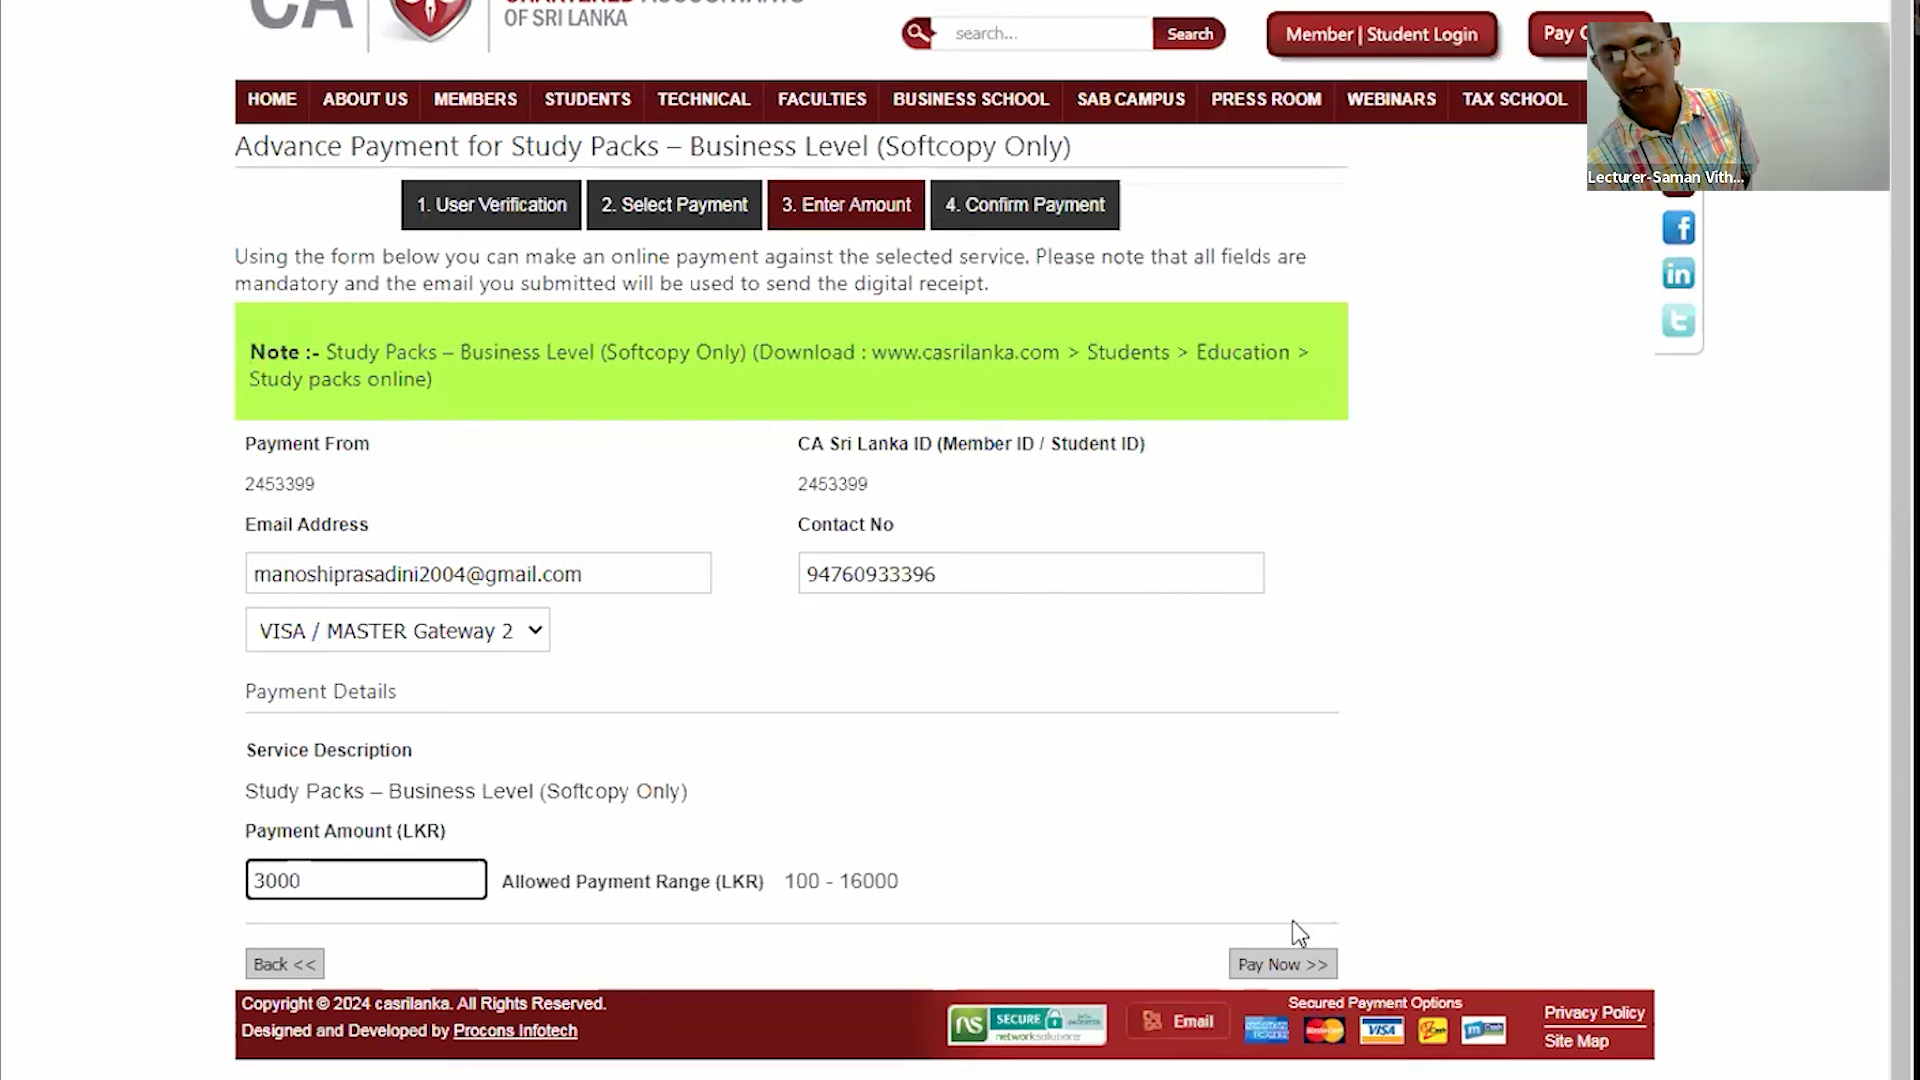 CA
CHARTERED ACCOUNTANTS
OF SRI LANKA
search...
Search
Member | Student Login
Pay
HOME ABOUT US MEMBERS STUDENTS TECHNICAL FACULTIES BUSINESS SCHOOL SAB CAMPUS PRESS ROOM WEBINARS TAX SCHOOL
Lecturer-Saman Vith...
Advance Payment for Study Packs – Business Level (Softcopy Only)
1. User Verification 2. Select Payment 3. Enter Amount 4. Confirm Payment
Using the form below you can make an online payment against the selected service. Please note that all fields are
mandatory and the email you submitted will be used to send the digital receipt.
Note :- Study Packs – Business Level (Softcopy Only) (Download : www.casrilanka.com > Students > Education >
Study packs online)
Payment From CA Sri Lanka ID (Member ID / Student ID)
2453399 2453399
Email Address Contact No
manoshiprasadini2004@gmail.com 94760933396
VISA / MASTER Gateway 2
Payment Details
Service Description
Study Packs – Business Level (Softcopy Only)
Payment Amount (LKR)
3000 Allowed Payment Range (LKR) 100 - 16000
Back << Pay Now >>
Copyright © 2024 casrilanka. All Rights Reserved.
Designed and Developed by Procons Infotech
SECURE
networksolutions
Email
Secured Payment Options
VISA
Privacy Policy
Site Map